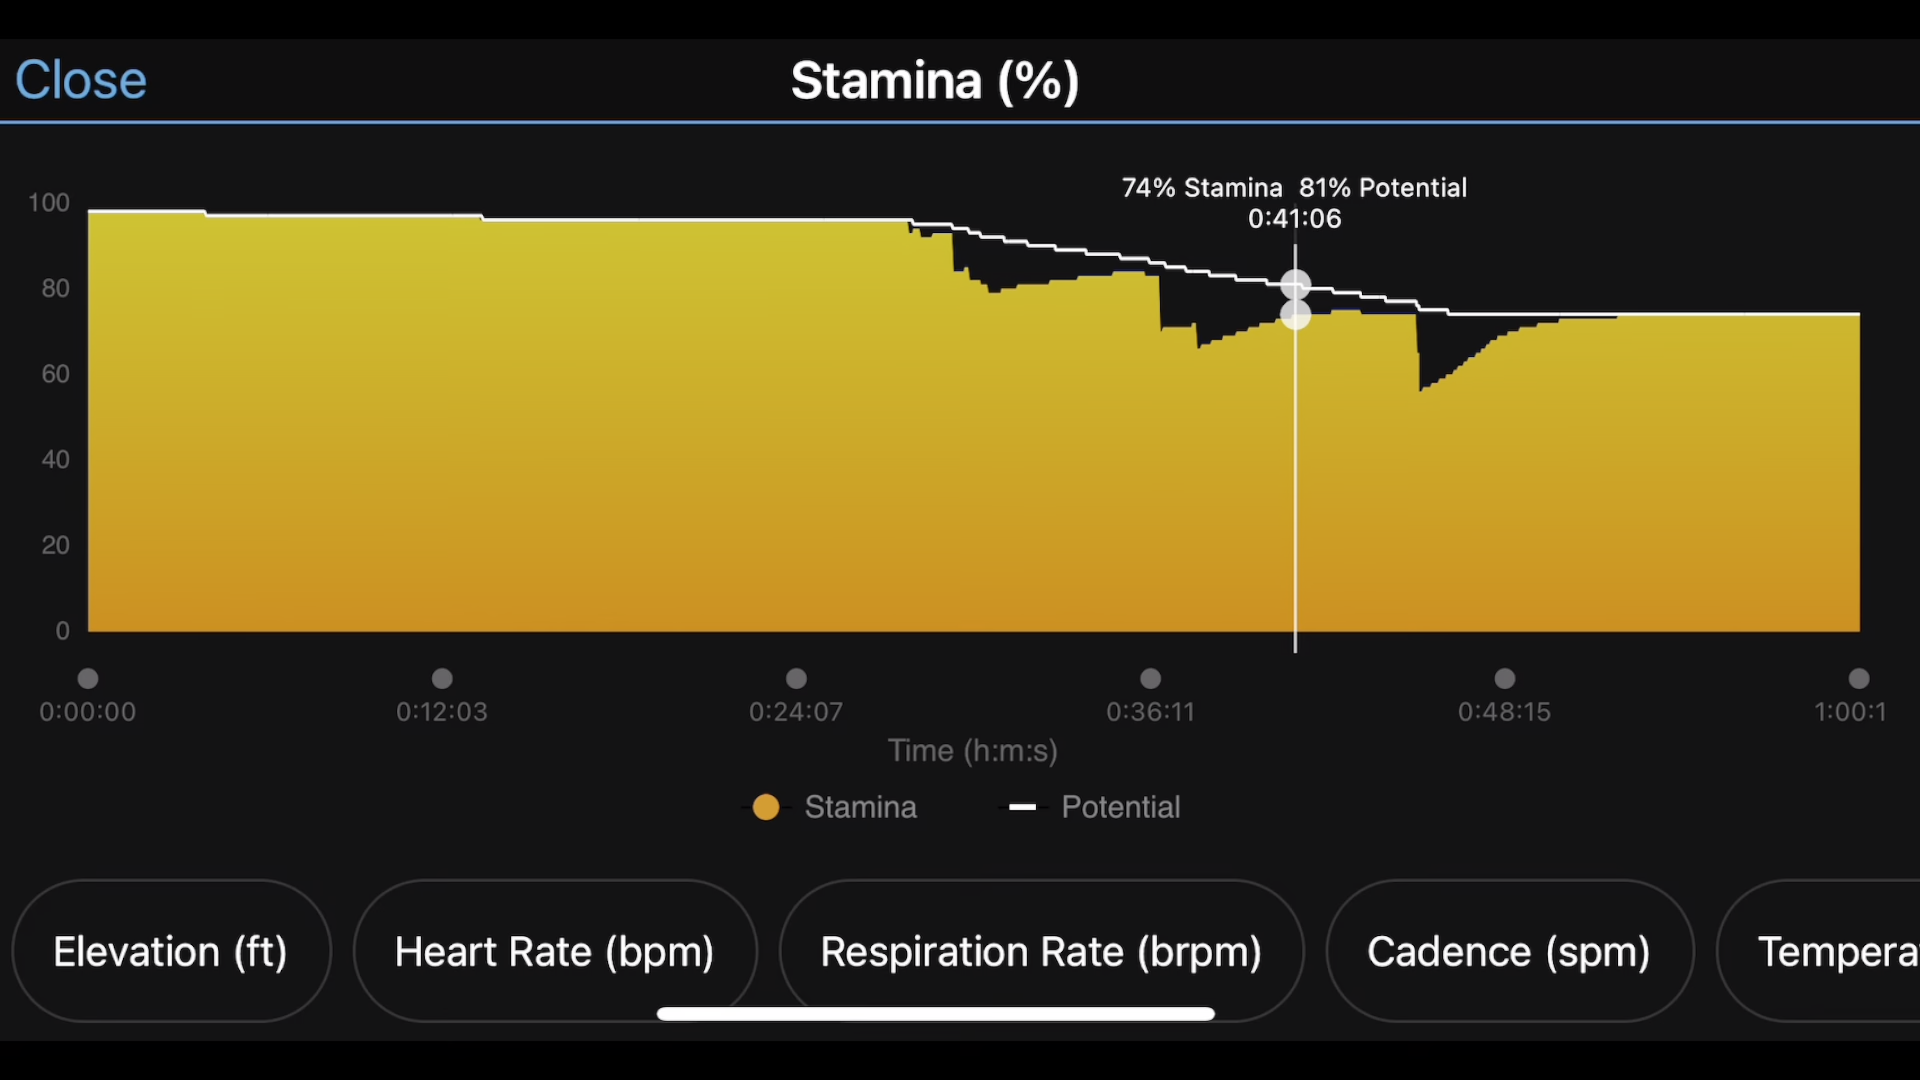 Close
Stamina (%)
74% Stamina 81% Potential
0:41:06
100
80
60
40
20
0
0:00:00 0:12:03 0:24:07 0:36:11 0:48:15 1:00:1
Time (h:m:s)
Stamina Potential
Elevation (ft) Heart Rate (bpm) Respiration Rate (brpm) Cadence (spm) Tempera